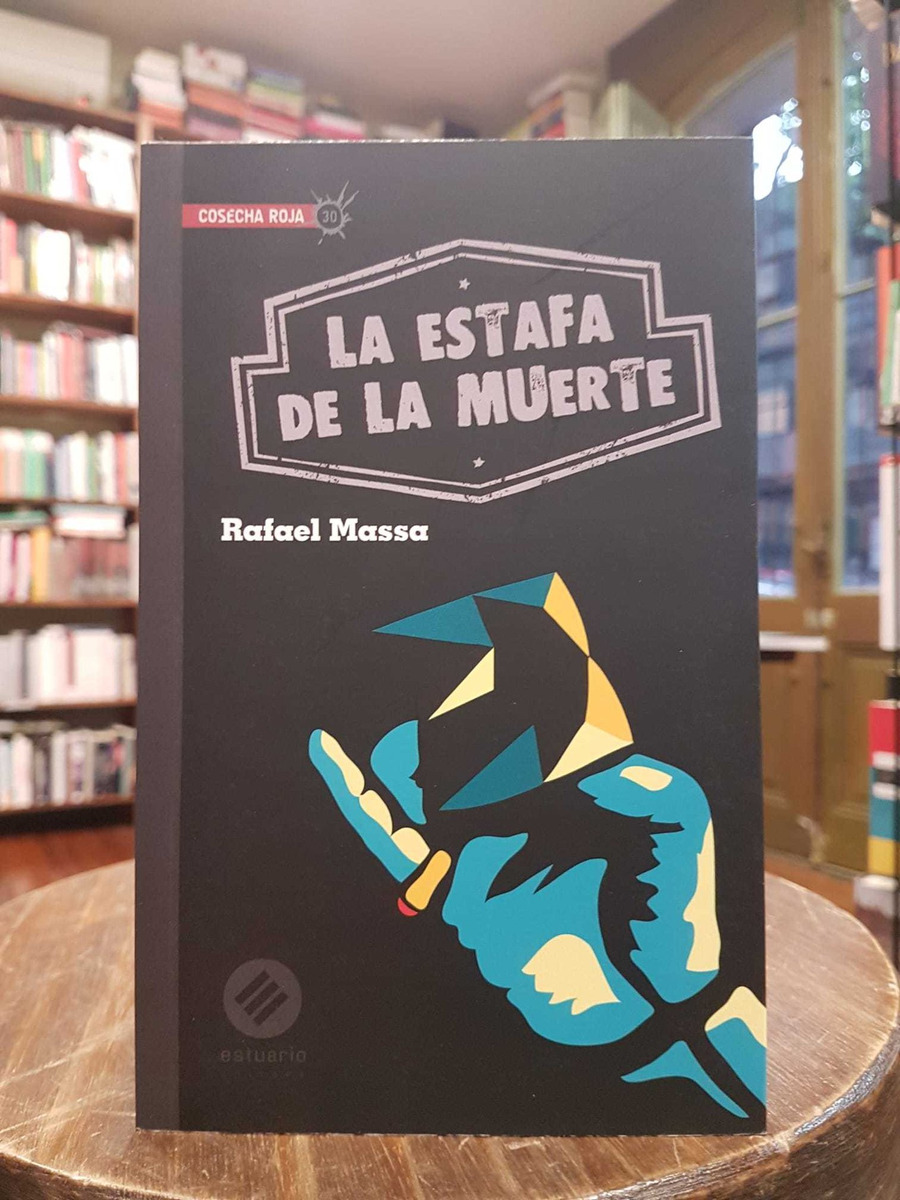 COSECHA ROJA 30
LA ESTAFA
DE LA MUERTE
Rafael Massa
estuario